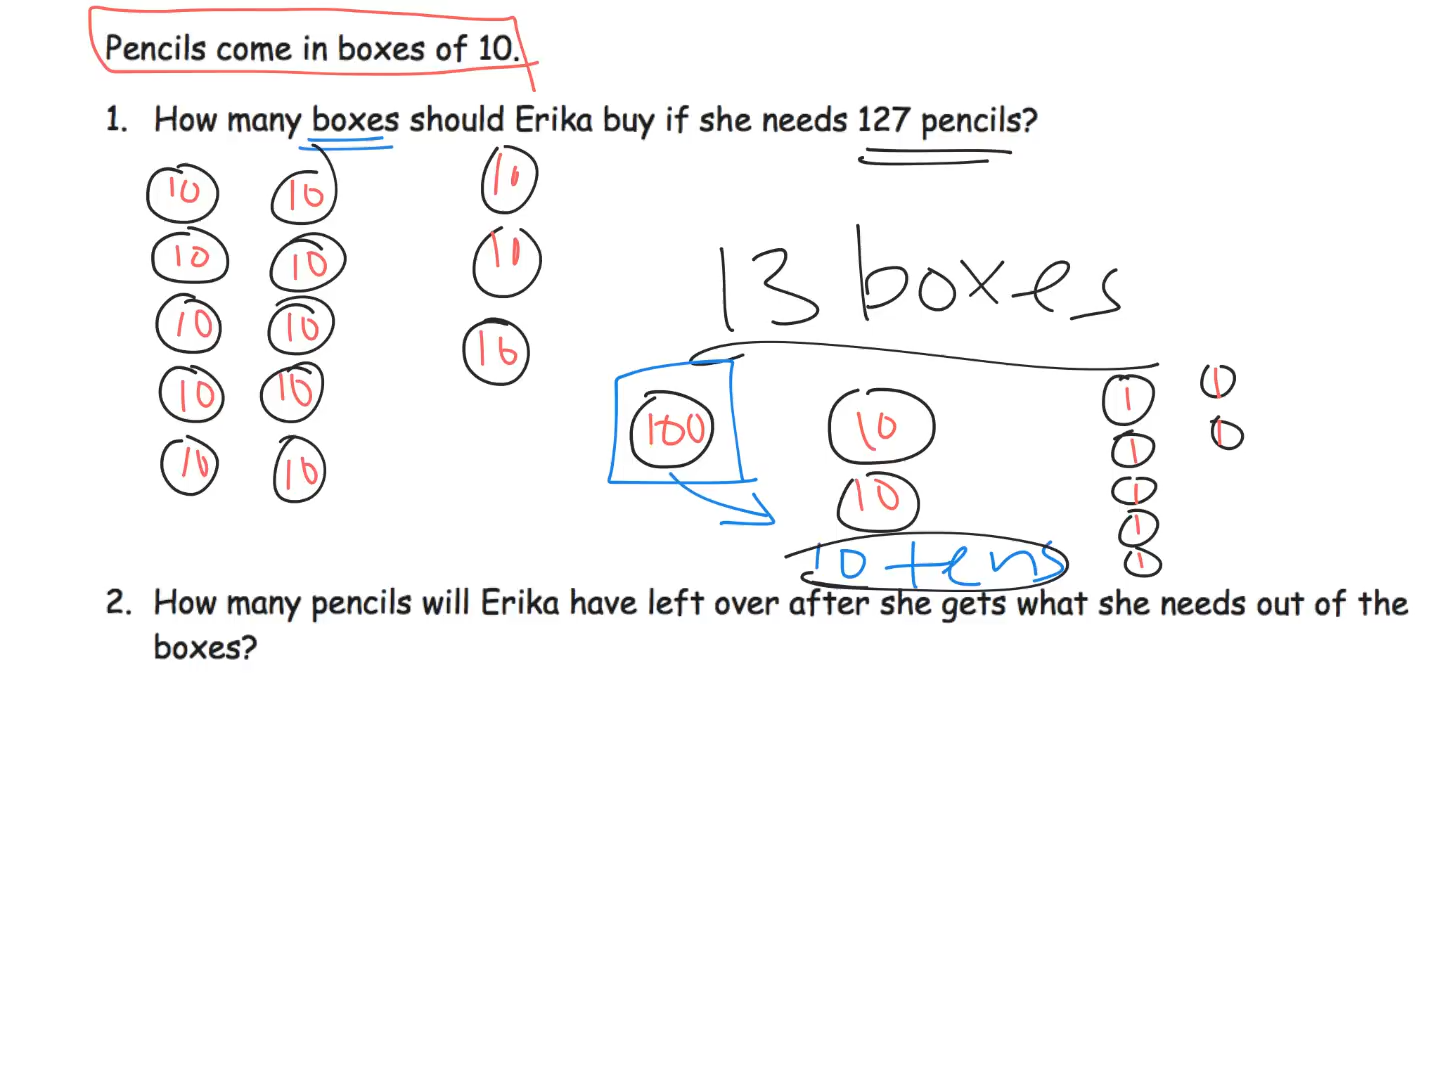 Pencils come in boxes of 10.
1. How many boxes should Erika buy if she needs 127 pencils?
10 10 10
10 10 10
10 10 10
10 10
10 10
13 boxes
100 10 1 1
10 1 1
1
1
10 tens 1
2. How many pencils will Erika have left over after she gets what she needs out of the
boxes?